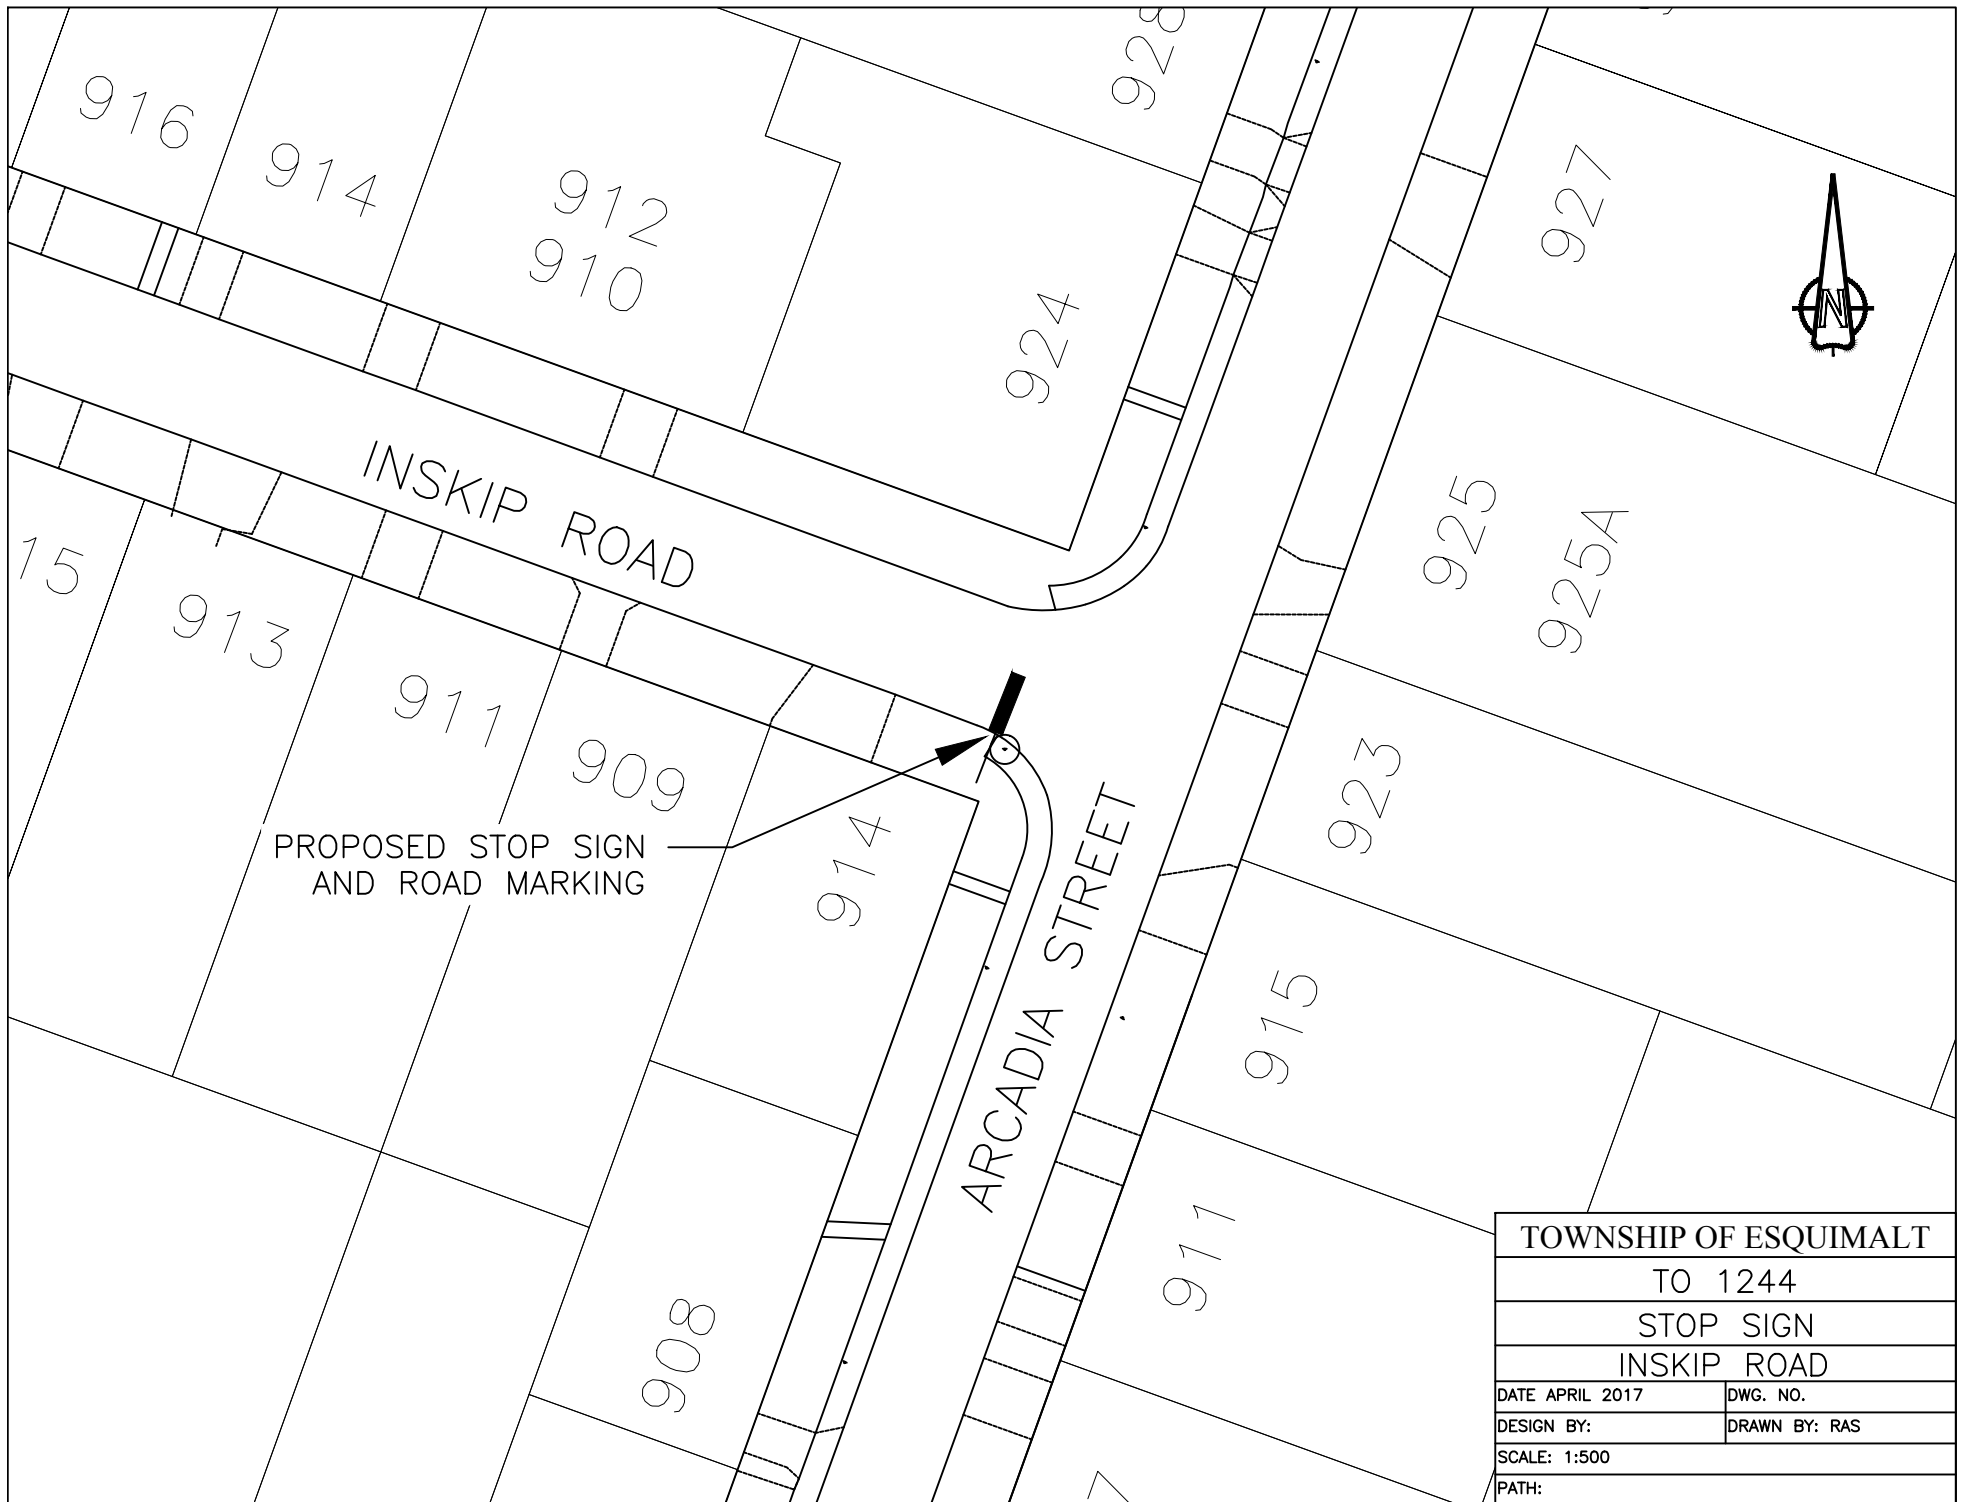 928
916
914
912
910
927
924
INSKIP ROAD
925
925A
15
913
911
909
923
PROPOSED STOP SIGN
AND ROAD MARKING
914
ARCADIA STREET
915
911
908
7
N
TOWNSHIP OF ESQUIMALT
TO 1244
STOP SIGN
INSKIP ROAD
DATE APRIL 2017
DWG. NO.
DESIGN BY:
DRAWN BY: RAS
SCALE: 1:500
PATH: